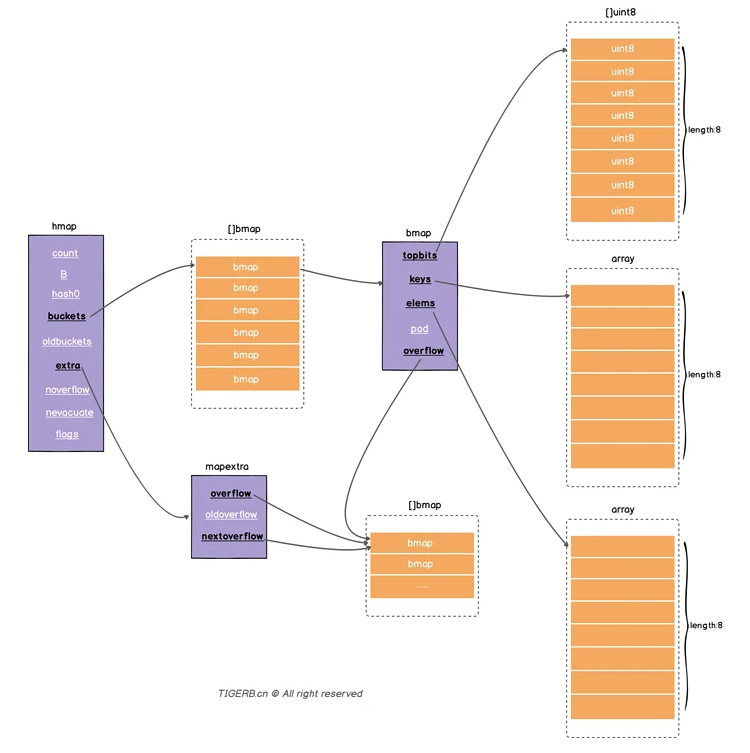 []uint8
uint8
uint8
uint8
uint8
uint8
uint8
uint8
uint8
length:8
hmap
count
B
hash0
buckets
oldbuckets
extra
noverflow
nevacuate
flags
[]bmap
bmap
bmap
bmap
bmap
bmap
bmap
bmap
topbits
keys
elems
pad
overflow
array
length:8
mapextra
overflow
oldoverflow
nextoverflow
[]bmap
bmap
bmap
......
array
length:8
TIGERB.cn © All right reserved